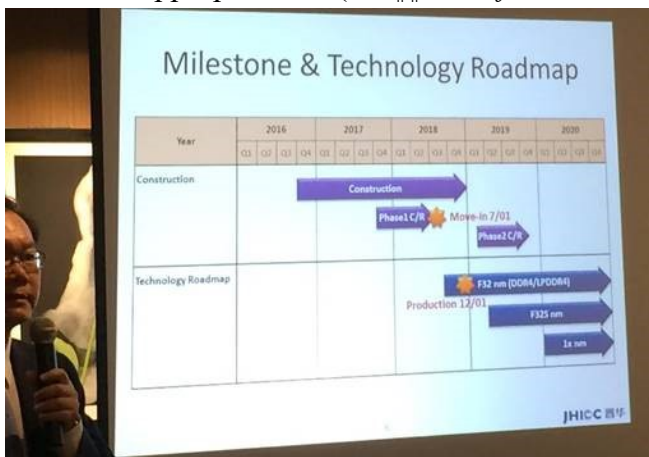 Milestone & Technology Roadmap
Year
2016 2017 2018 2019 2020
Q1 Q2 Q3 Q4 Q1 Q2 Q3 Q4 Q1 Q2 Q3 Q4 Q1 Q2 Q3 Q4 Q1 Q2 Q3 Q4
Construction
Construction
Phase1 C/R
Move-in 7/01
Phase2 C/R
Technology Roadmap
F32 nm (DDR4/LPDDR4)
Production 12/01
nm
1x nm
JHICC